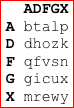 ADFGX
A btalp
D dhozk
F qfvsn
G gicux
X mrewy